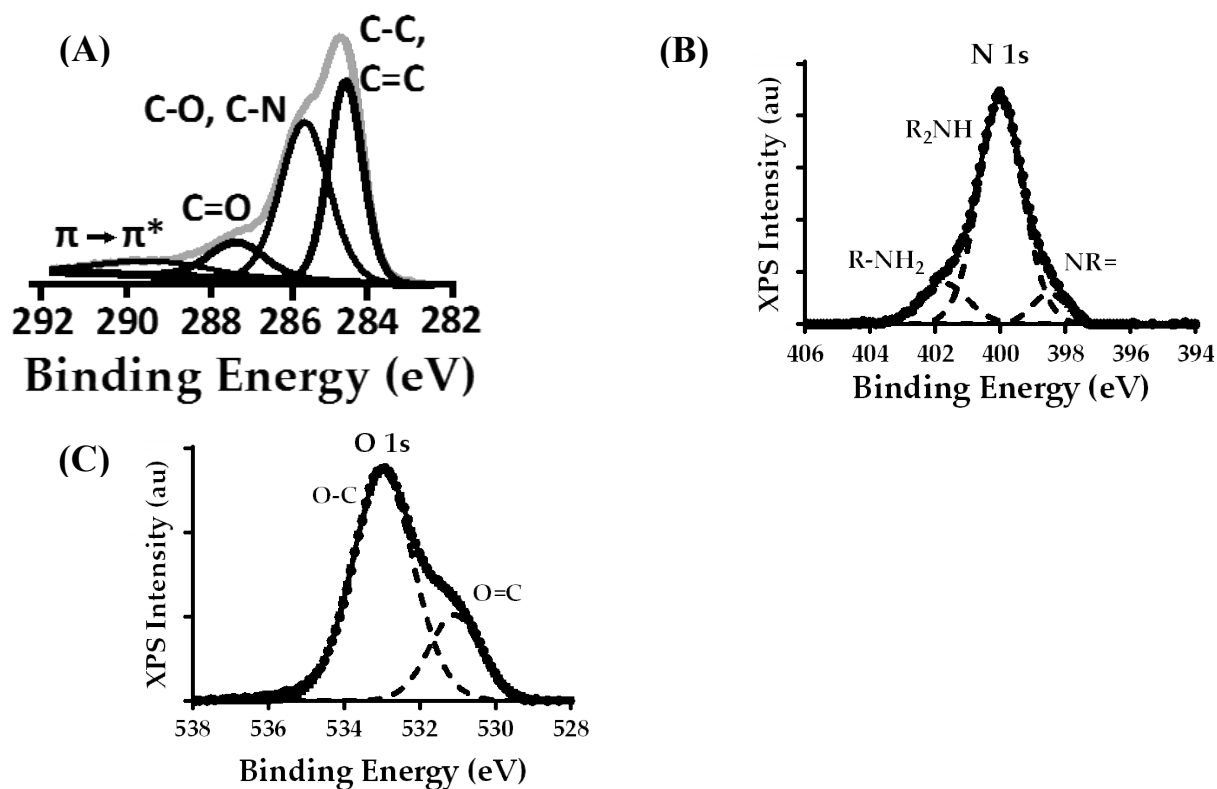 (A)
C-C,
C=C
C-O, C-N
C=O
π → π*
292 290 288 286 284 282
Binding Energy (eV)
(B)
N 1s
R₂NH
R-NH₂
NR=
XPS Intensity (au)
406 404 402 400 398 396 394
Binding Energy (eV)
(C)
O 1s
O-C
O=C
XPS Intensity (au)
538 536 534 532 530 528
Binding Energy (eV)